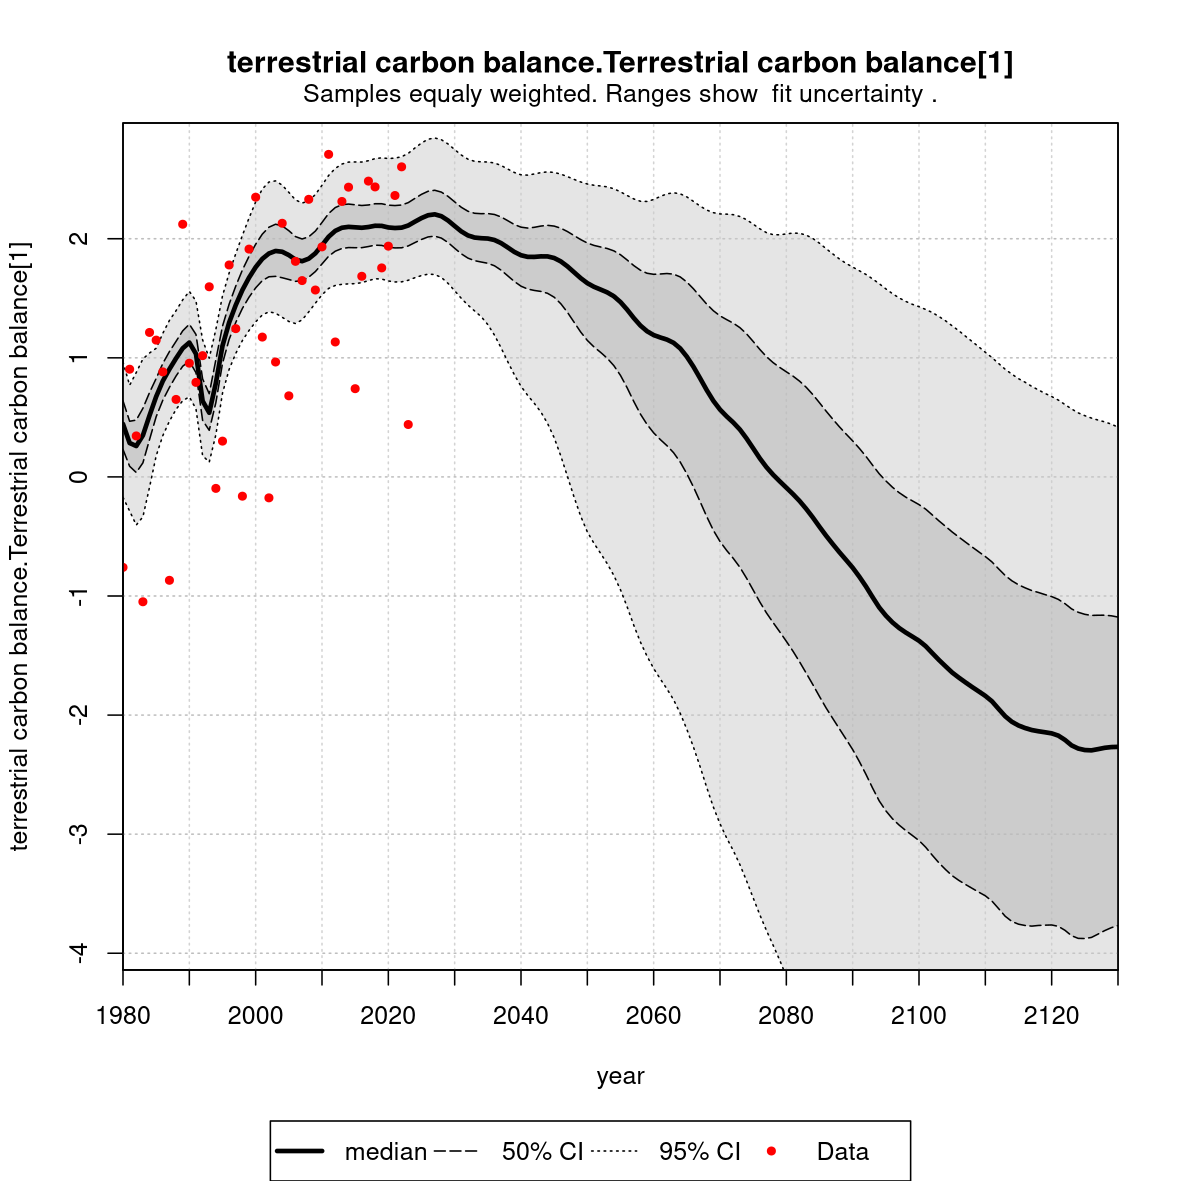 terrestrial carbon balance.Terrestrial carbon balance[1]
Samples equaly weighted. Ranges show  fit uncertainty .
terrestrial carbon balance.Terrestrial carbon balance[1]
2
1
0
-1
-2
-3
-4
1980 2000 2020 2040 2060 2080 2100 2120
year
median 50% CI 95% CI Data